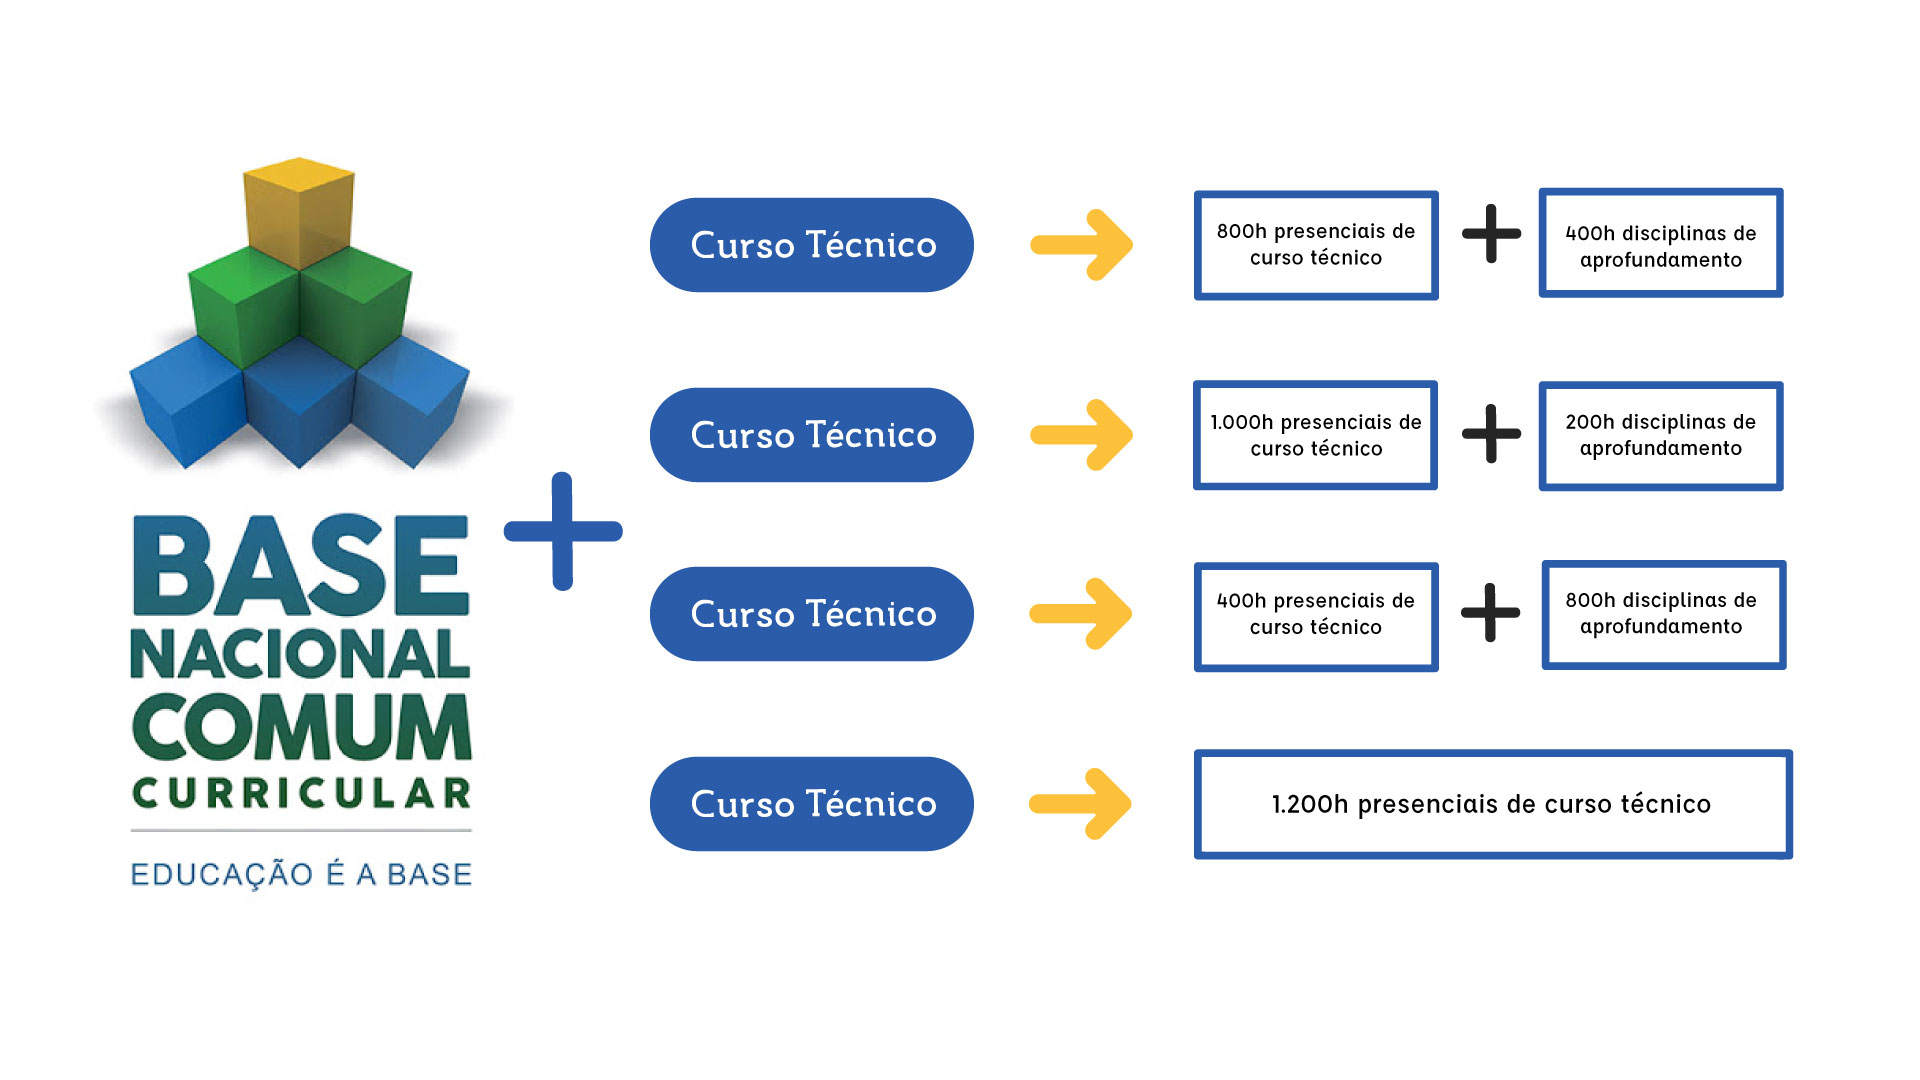 BASE
NACIONAL
COMUM
CURRICULAR
EDUCAÇÃO É A BASE
Curso Técnico
800h presenciais de
curso técnico
400h disciplinas de
aprofundamento
Curso Técnico
1.000h presenciais de
curso técnico
200h disciplinas de
aprofundamento
Curso Técnico
400h presenciais de
curso técnico
800h disciplinas de
aprofundamento
Curso Técnico
1.200h presenciais de curso técnico